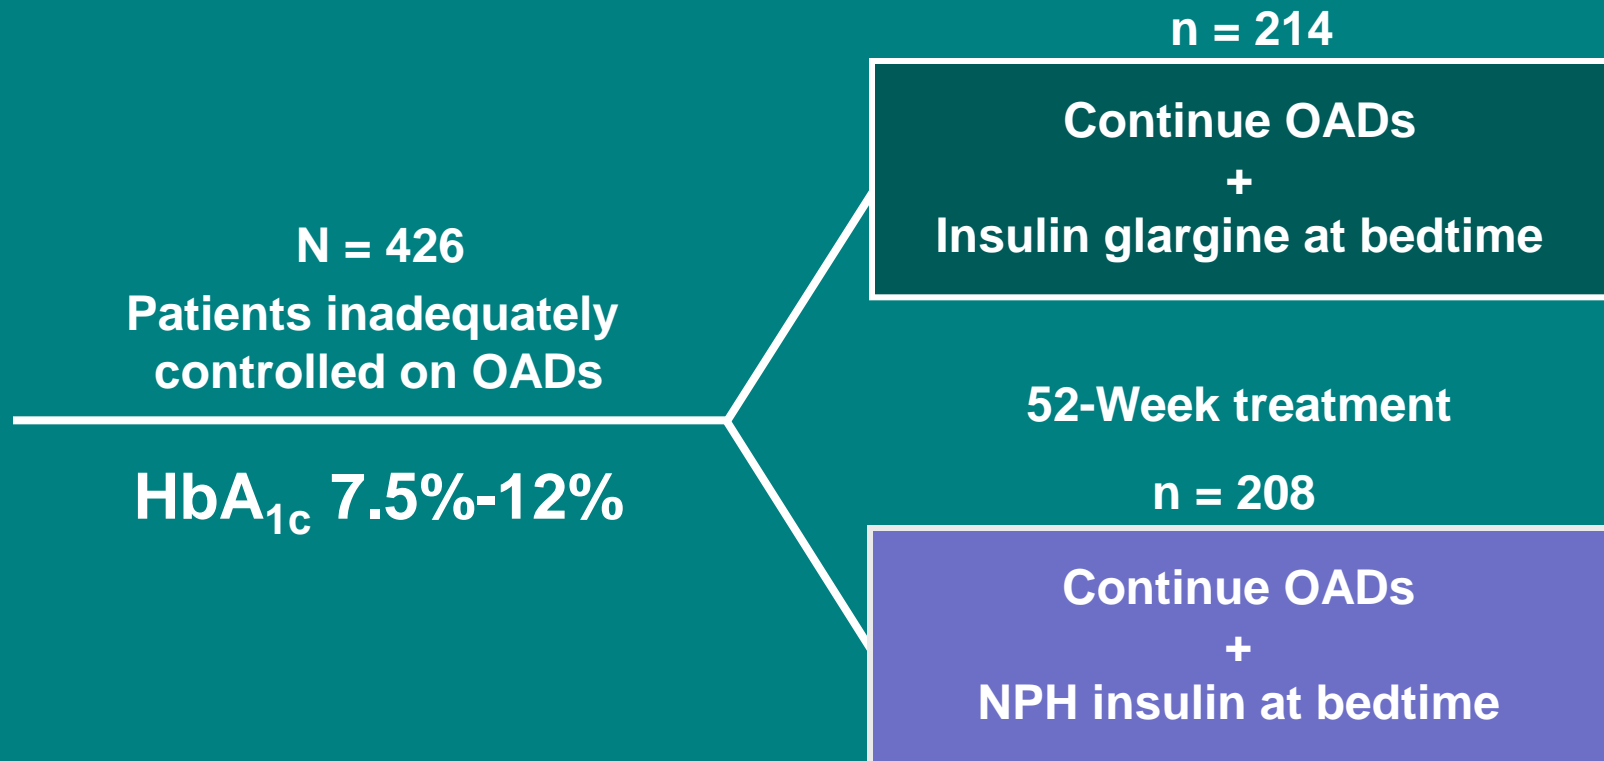 N = 426
Patients inadequately
controlled on OADs
HbA1c 7.5%-12%
n = 214
Continue OADs
+
Insulin glargine at bedtime
52-Week treatment
n = 208
Continue OADs
+
NPH insulin at bedtime